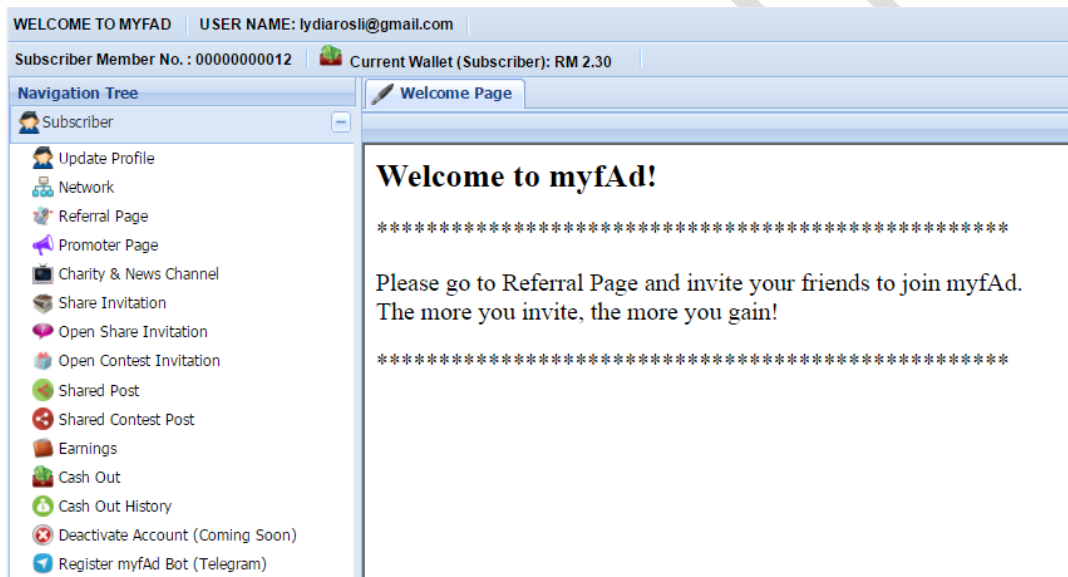 WELCOME TO MYFAD USER NAME: lydiarosli@gmail.com
Subscriber Member No. : 00000000012 Current Wallet (Subscriber): RM 2.30
Navigation Tree
Subscriber
Update Profile
Network
Referral Page
Promoter Page
Charity & News Channel
Share Invitation
Open Share Invitation
Open Contest Invitation
Shared Post
Shared Contest Post
Earnings
Cash Out
Cash Out History
Deactivate Account (Coming Soon)
Register myfAd Bot (Telegram)
Welcome Page
Welcome to myfAd!
***************************************************
Please go to Referral Page and invite your friends to join myfAd.
The more you invite, the more you gain!
***************************************************